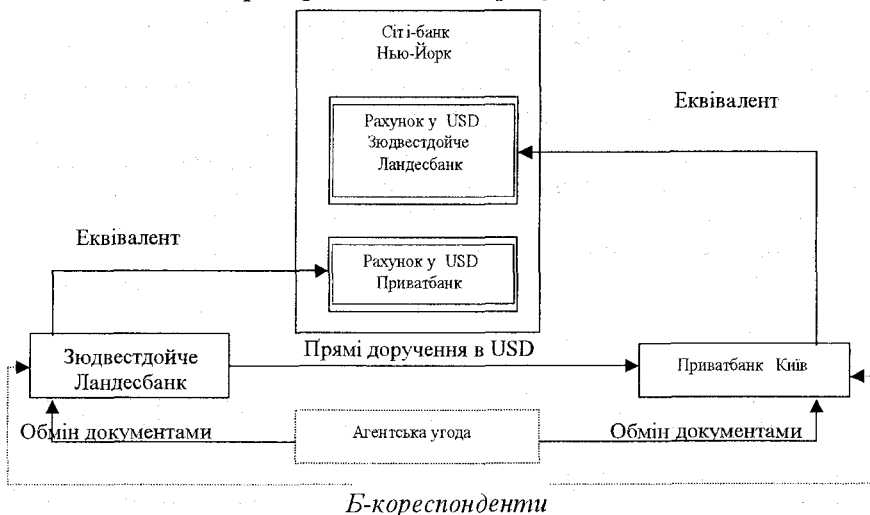 Сіті-банк
Нью-Йорк
Еквівалент
Рахунок у USD
Зюдвестдойче
Ландесбанк
Еквівалент
Рахунок у USD
Приватбанк
Прямі доручення в USD
Зюдвестдойче
Ландесбанк
Приватбанк Київ
Обмін документами
Агентська угода
Обмін документами
Б-кореспонденти